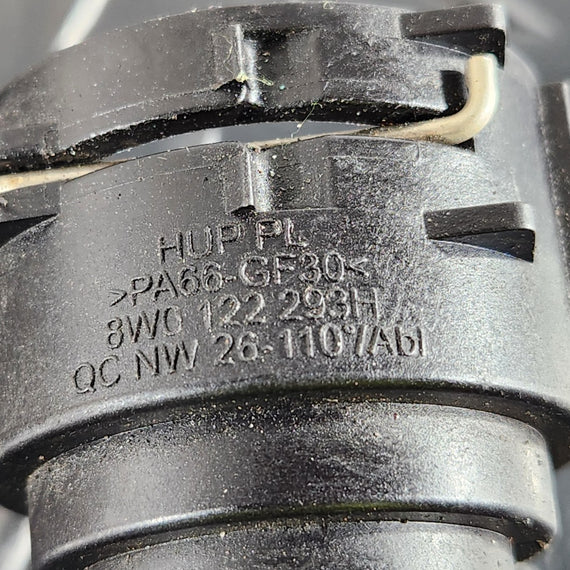 HUP PL
>PA66-GF30<
8W0 122 293H
QC NW 26-110°/Abl